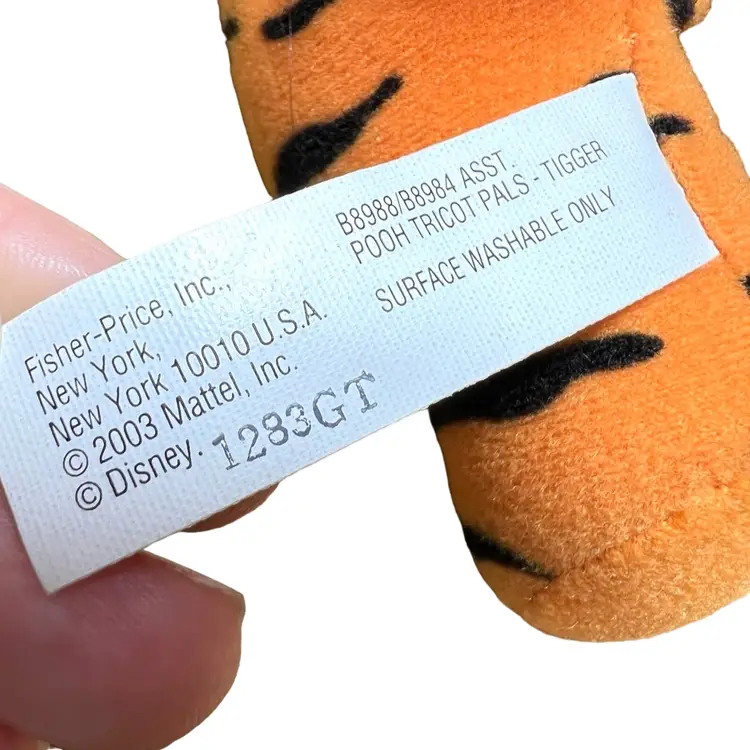 Fisher-Price, Inc.,
New York,
New York 10010 U.S.A.
© 2003 Mattel, Inc.
© Disney. 1283GT
B8988/B8984 ASST.
POOH TRICOT PALS - TIGGER
SURFACE WASHABLE ONLY